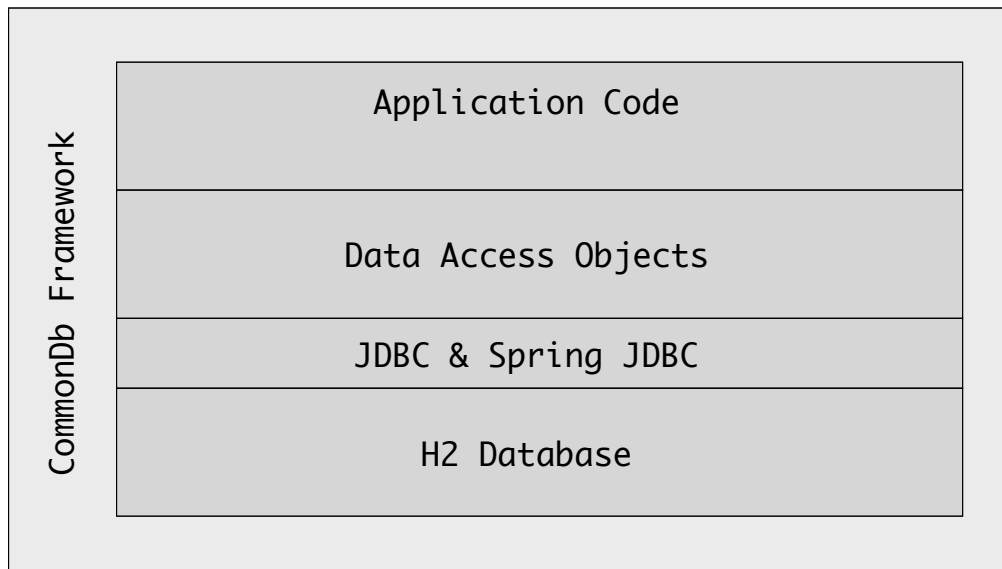 CommonDb Framework
Application Code
Data Access Objects
JDBC & Spring JDBC
H2 Database